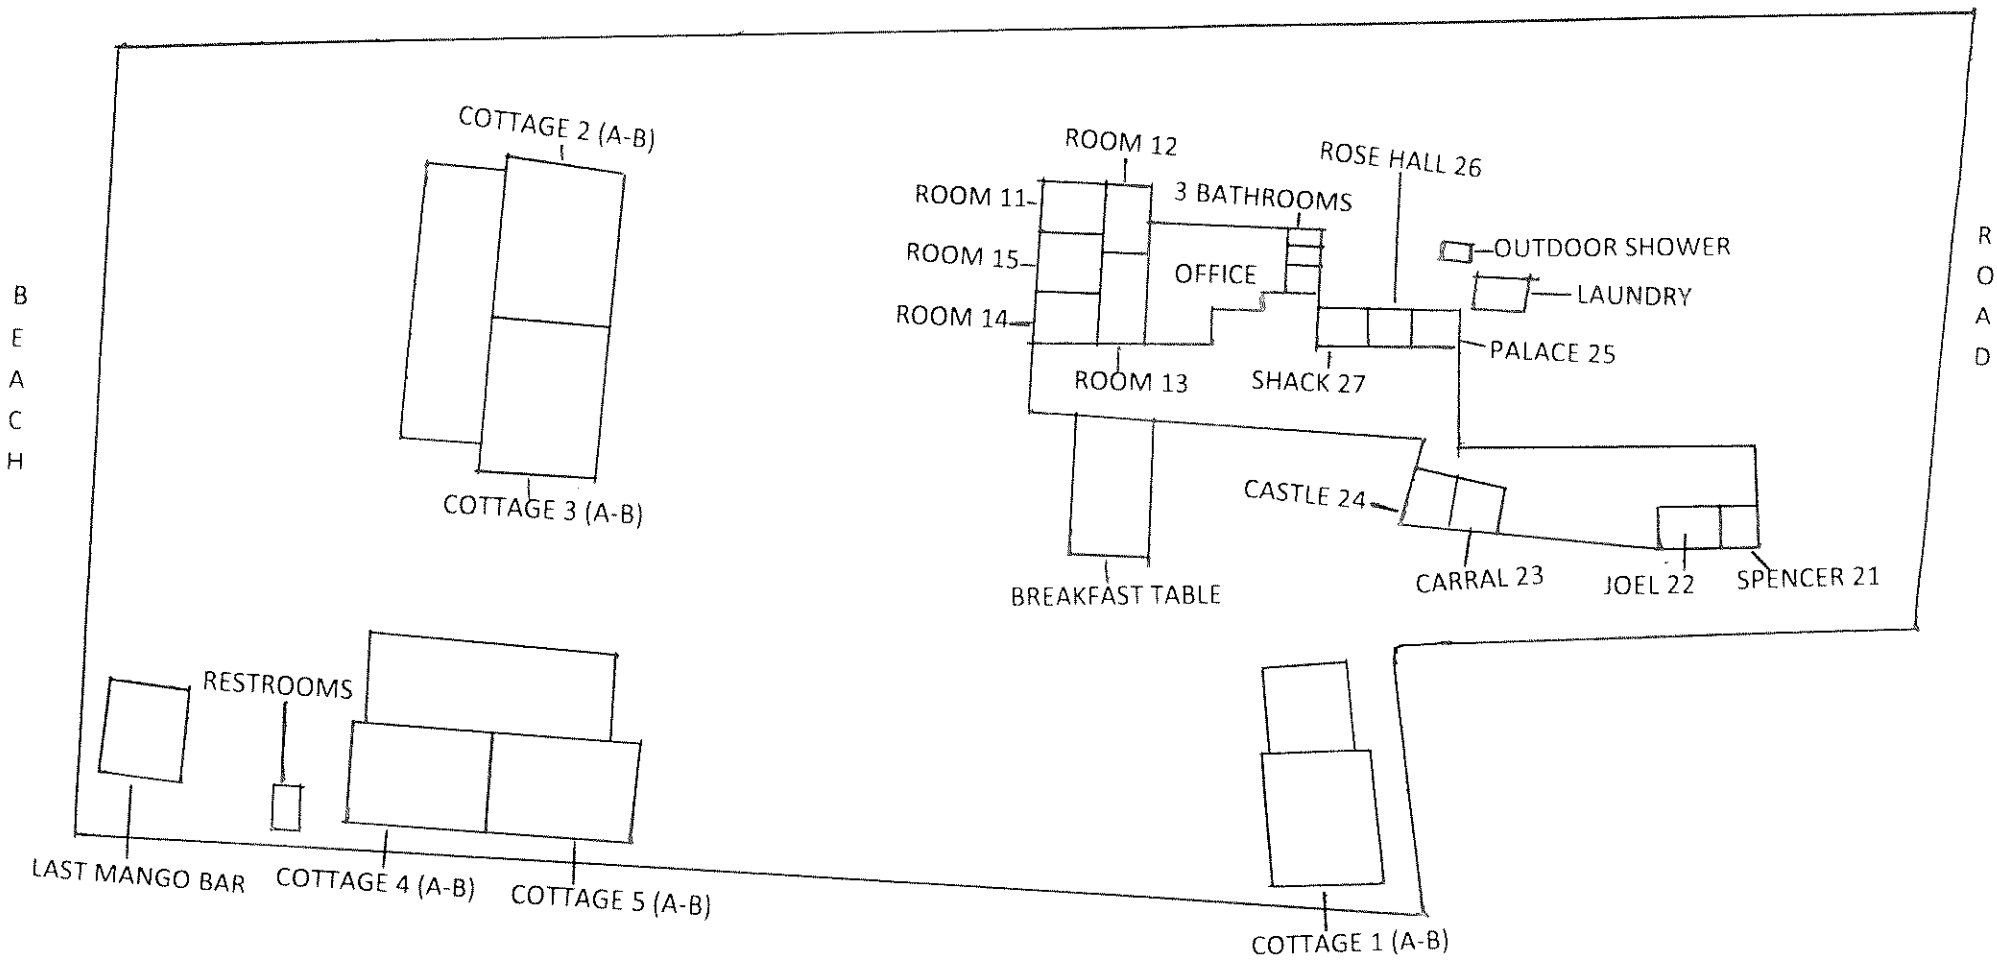 COTTAGE 2 (A-B)
ROOM 12
ROSE HALL 26
ROOM 11
3 BATHROOMS
ROOM 15
OFFICE
OUTDOOR SHOWER
LAUNDRY
ROOM 14
PALACE 25
ROOM 13
SHACK 27
BEACH
ROAD
COTTAGE 3 (A-B)
CASTLE 24
BREAKFAST TABLE
CARRAL 23
JOEL 22
SPENCER 21
RESTROOMS
LAST MANGO BAR
COTTAGE 4 (A-B)
COTTAGE 5 (A-B)
COTTAGE 1 (A-B)